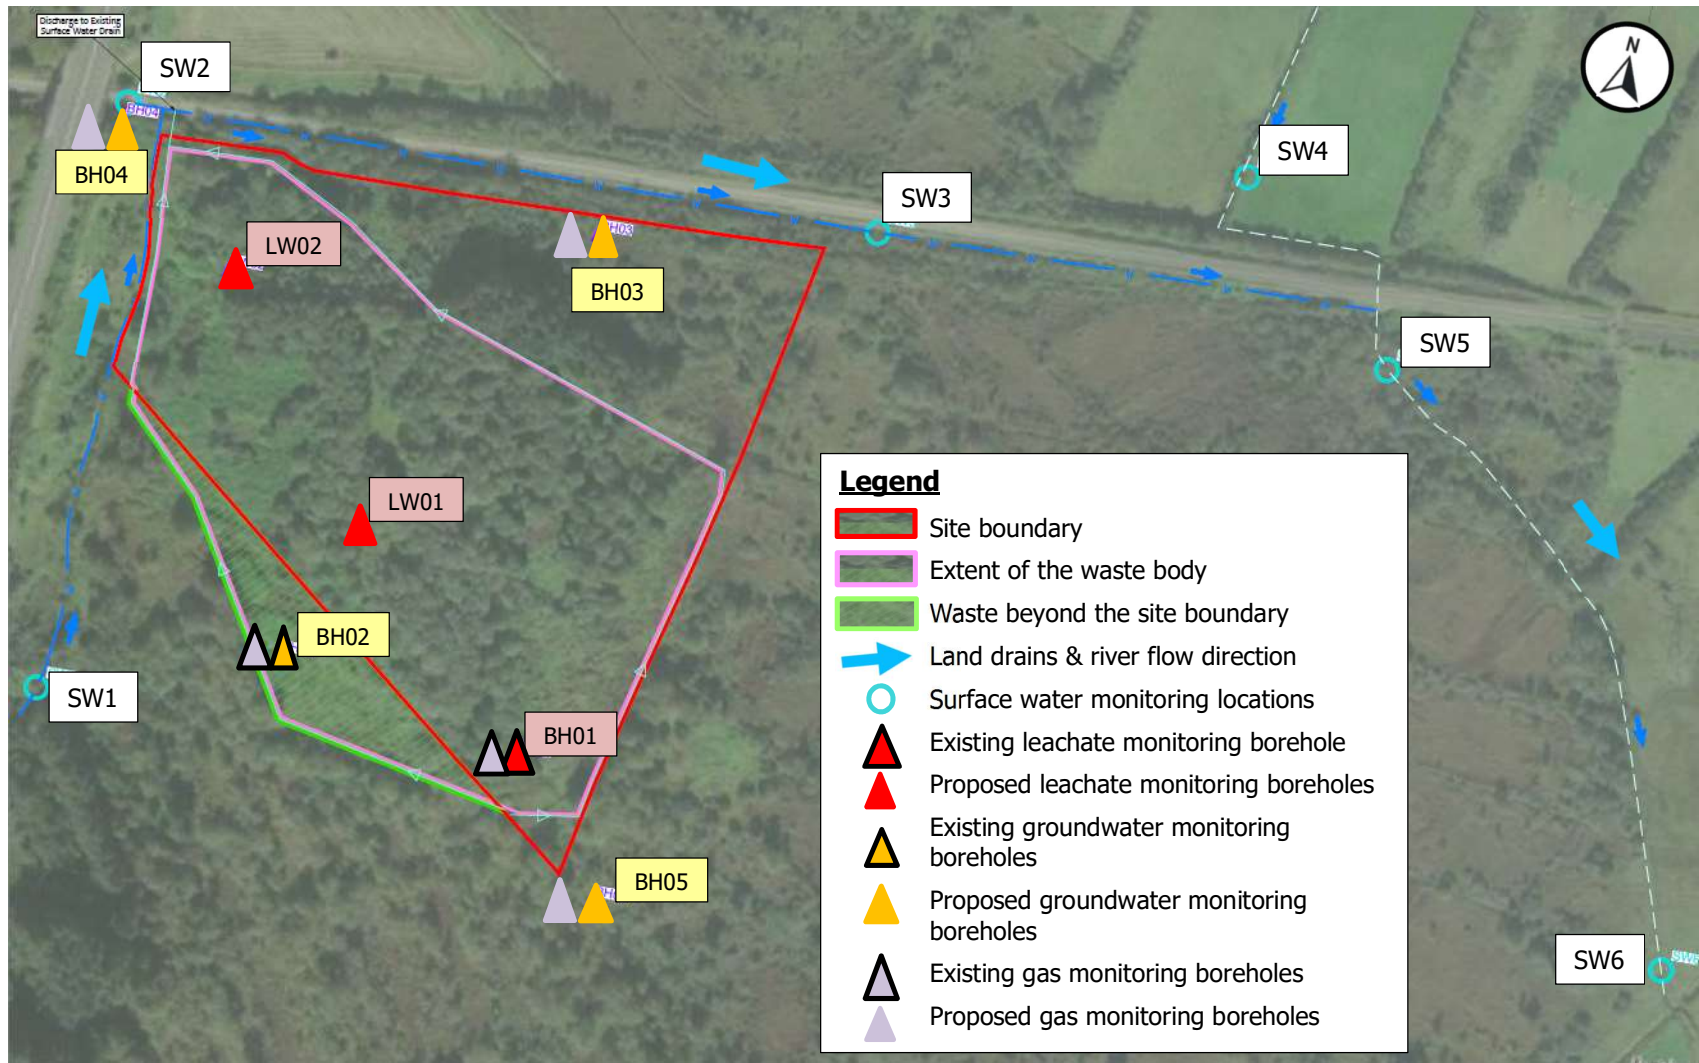 Discharge to Existing
Surface Water Drain
SW2
N
BH04
BH04
SW4
SW3
LW02
BH03
BH03
SW5
LW01
BH02
SW1
BH01
BH05
SW6
Legend
Site boundary
Extent of the waste body
Waste beyond the site boundary
Land drains & river flow direction
Surface water monitoring locations
Existing leachate monitoring borehole
Proposed leachate monitoring boreholes
Existing groundwater monitoring
boreholes
Proposed groundwater monitoring
boreholes
Existing gas monitoring boreholes
Proposed gas monitoring boreholes